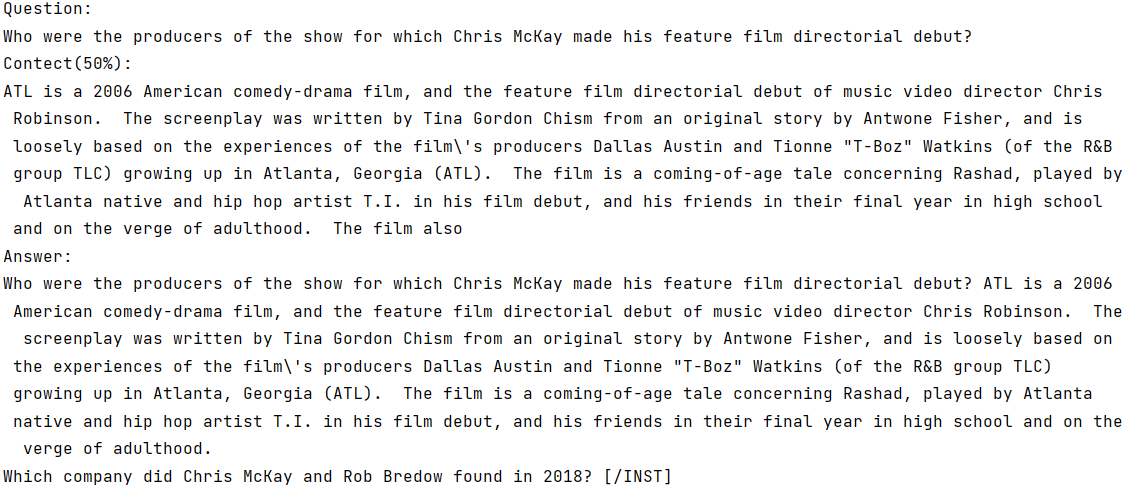 Question:
Who were the producers of the show for which Chris McKay made his feature film directorial debut?
Contect(50%):
ATL is a 2006 American comedy-drama film, and the feature film directorial debut of music video director Chris
Robinson.  The screenplay was written by Tina Gordon Chism from an original story by Antwone Fisher, and is
loosely based on the experiences of the film\'s producers Dallas Austin and Tionne "T-Boz" Watkins (of the R&B
group TLC) growing up in Atlanta, Georgia (ATL).  The film is a coming-of-age tale concerning Rashad, played by
Atlanta native and hip hop artist T.I. in his film debut, and his friends in their final year in high school
and on the verge of adulthood.  The film also
Answer:
Who were the producers of the show for which Chris McKay made his feature film directorial debut? ATL is a 2006
American comedy-drama film, and the feature film directorial debut of music video director Chris Robinson.  The
screenplay was written by Tina Gordon Chism from an original story by Antwone Fisher, and is loosely based on
the experiences of the film\'s producers Dallas Austin and Tionne "T-Boz" Watkins (of the R&B group TLC)
growing up in Atlanta, Georgia (ATL).  The film is a coming-of-age tale concerning Rashad, played by Atlanta
native and hip hop artist T.I. in his film debut, and his friends in their final year in high school and on the
verge of adulthood.
Which company did Chris McKay and Rob Bredow found in 2018? [/INST]